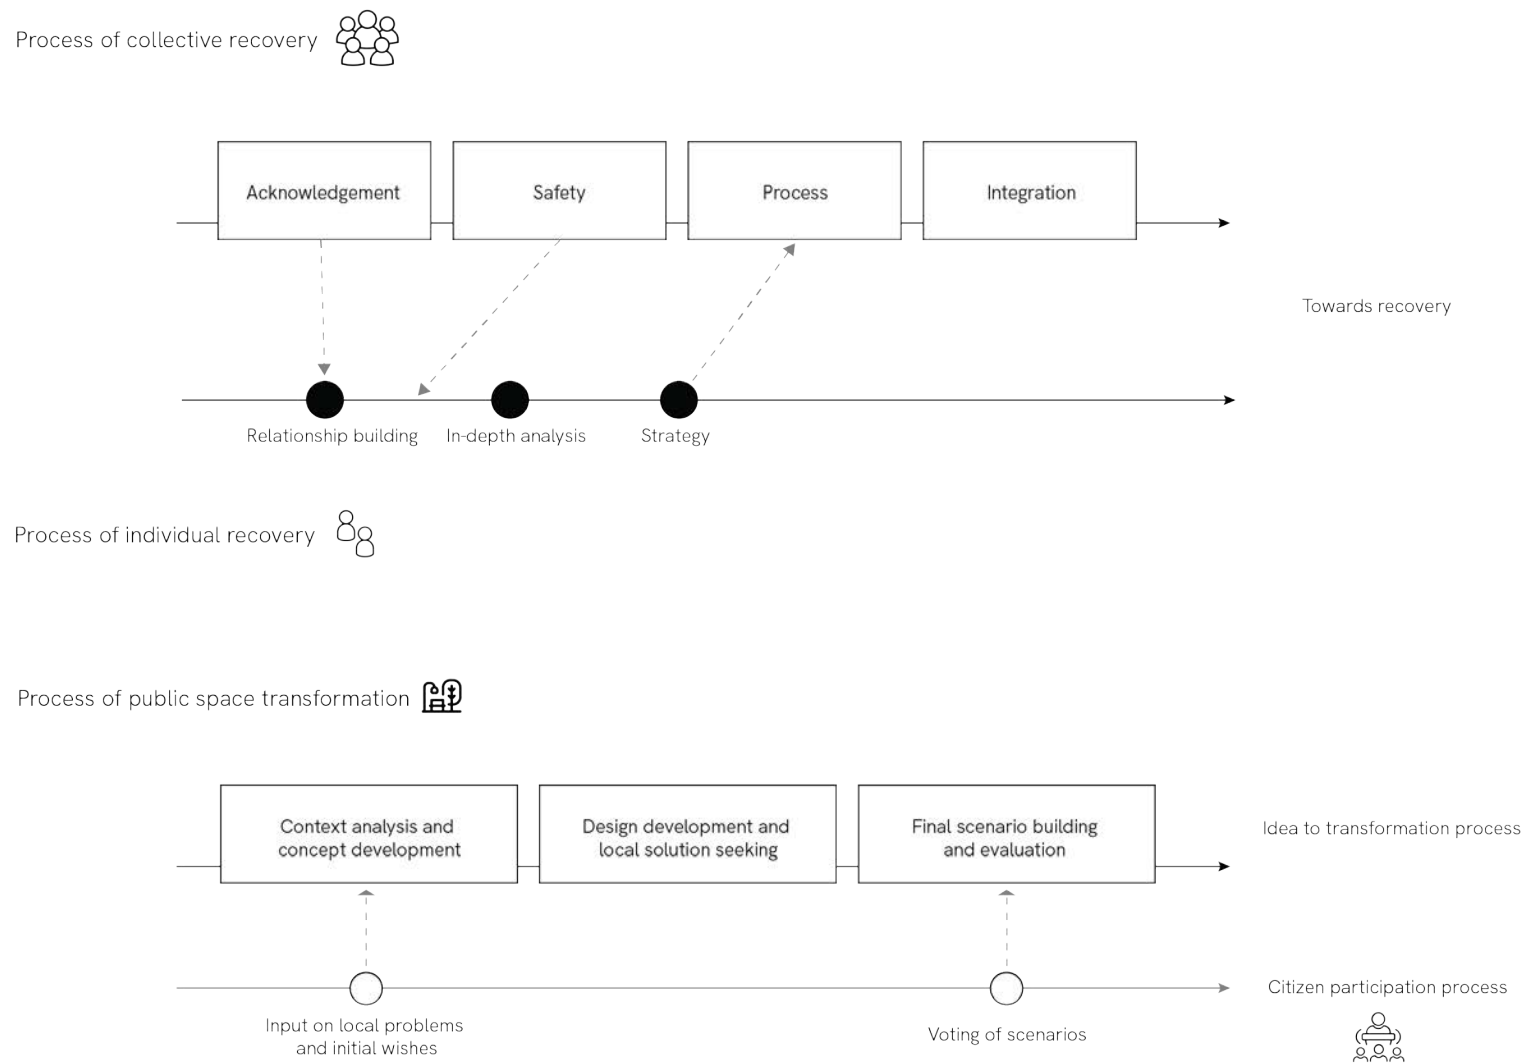 Process of collective recovery
Acknowledgement
Safety
Process
Integration
Towards recovery
Relationship building
In-depth analysis
Strategy
Process of individual recovery
Process of public space transformation
Context analysis and
concept development
Design development and
local solution seeking
Final scenario building
and evaluation
Idea to transformation process
Citizen participation process
Input on local problems
and initial wishes
Voting of scenarios